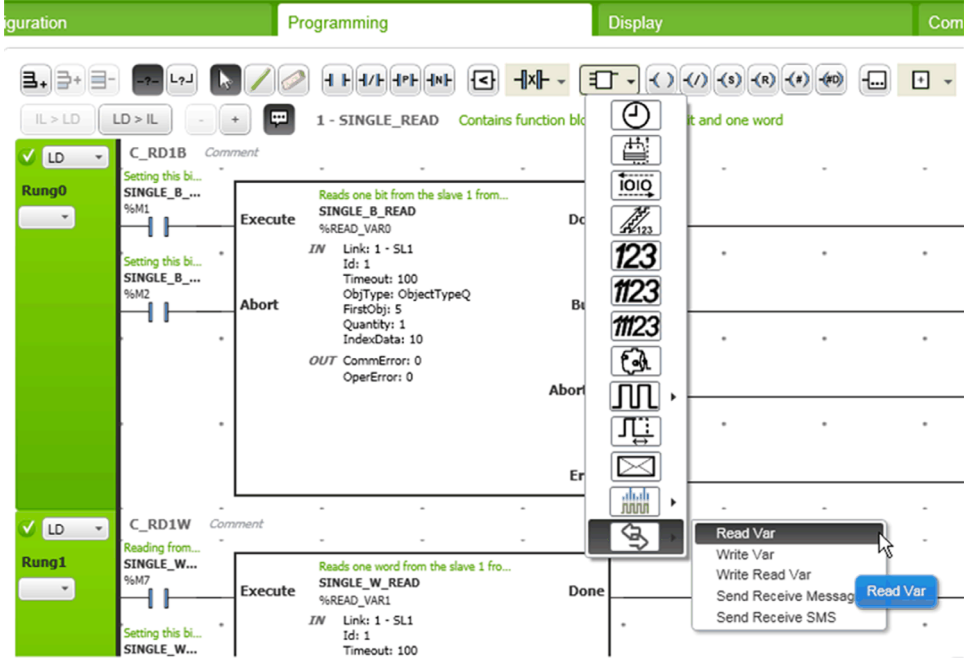 iguration Programming Display Com
IL > LD LD > IL - + 1 - SINGLE_READ Contains function blo it and one word
LD C_RD1B Comment
Rung0
Setting this bi...
SINGLE_B_...
%M1
Reads one bit from the slave 1 from...
SINGLE_B_READ
%READ_VAR0
Execute Do
IN Link: 1 - SL1
Id: 1
Timeout: 100
ObjType: ObjectTypeQ
FirstObj: 5
Quantity: 1
IndexData: 10
OUT CommError: 0
OperError: 0
Setting this bi...
SINGLE_B_...
%M2
Abort Bu
Abort
Er
123
1010
123
123
1123
11123
Read Var
Write Var
Write Read Var
Send Receive Messag
Send Receive SMS
Read Var
LD C_RD1W Comment
Rung1
Reading from...
SINGLE_W...
%M7
Reads one word from the slave 1 fro...
SINGLE_W_READ
%READ_VAR1
Execute Done
IN Link: 1 - SL1
Id: 1
Timeout: 100
Setting this bi...
SINGLE_W...